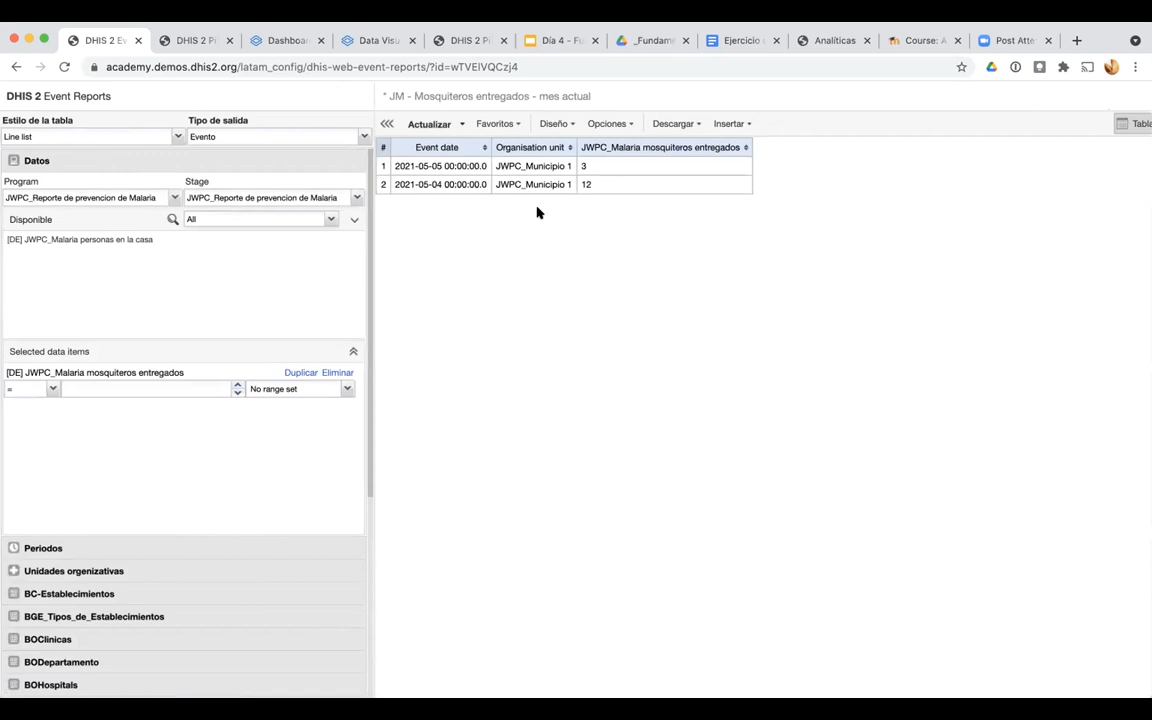 DHIS 2 Ev
DHIS 2 Pi
Dashboar
Data Visu
DHIS 2 Pi
Día 4 - Fu
_Fundam
Ejercicio
Analíticas
Course: A
Post Atte
academy.demos.dhis2.org/latam_config/dhis-web-event-reports/?id=wTVElVQCzj4
DHIS 2 Event Reports
* JM - Mosquiteros entregados - mes actual
Estilo de la tabla Tipo de salida
Line list Evento
Actualizar Favoritos Diseño Opciones Descargar Insertar Tabla
Datos
Program Stage
JWPC_Reporte de prevencion de Malaria JWPC_Reporte de prevencion de Malaria
Disponible All
[DE] JWPC_Malaria personas en la casa
Selected data items
[DE] JWPC_Malaria mosquiteros entregados Duplicar Eliminar
= No range set
Periodos
Unidades organizativas
BC-Establecimientos
BGE_Tipos_de_Establecimientos
BOClinicas
BODepartamento
BOHospitals
# Event date Organisation unit JWPC_Malaria mosquiteros entregados
1 2021-05-05 00:00:00.0 JWPC_Municipio 1 3
2 2021-05-04 00:00:00.0 JWPC_Municipio 1 12